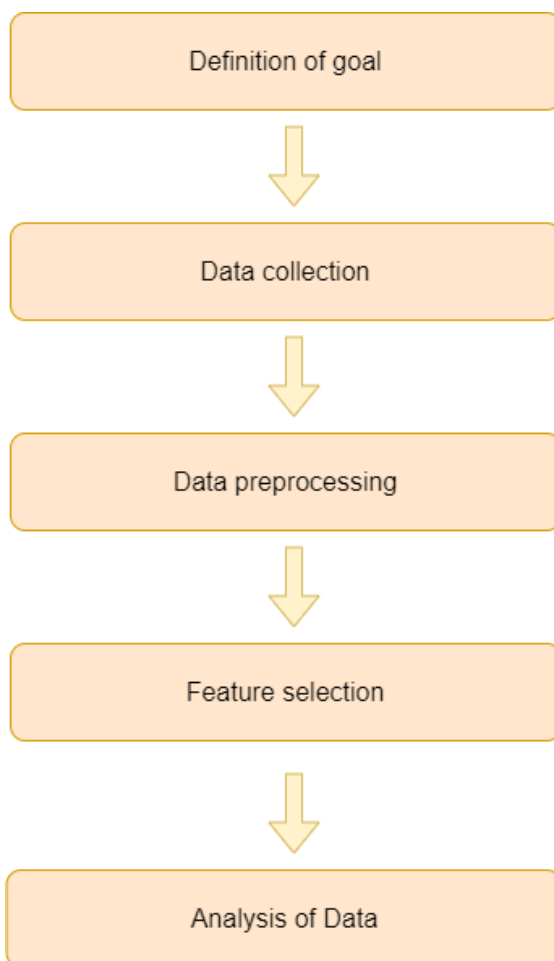 Definition of goal
Data collection
Data preprocessing
Feature selection
Analysis of Data